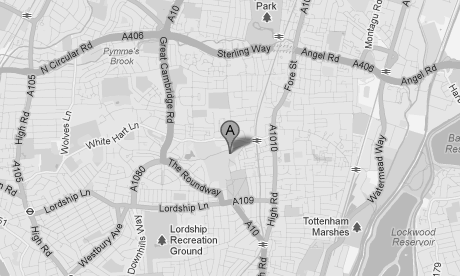 Park
A10
A406
Pymme's
Brook
N Circular Rd
Great Cambridge Rd
Sterling Way
Angel Rd
A406
Angel Rd
Montagu Rd
Fore St
A105
High Rd
Wolves Ln
White Hart Ln
A
A1010
Watermead Way
A105
The Roundway
A1080
Lordship Ln
Lordship Ln
A109
A10
High Rd
High Rd
Westbury Ave
Downhills Way
Lordship
Recreation
Ground
Tottenham
Marshes
Lockwood
Reservoir